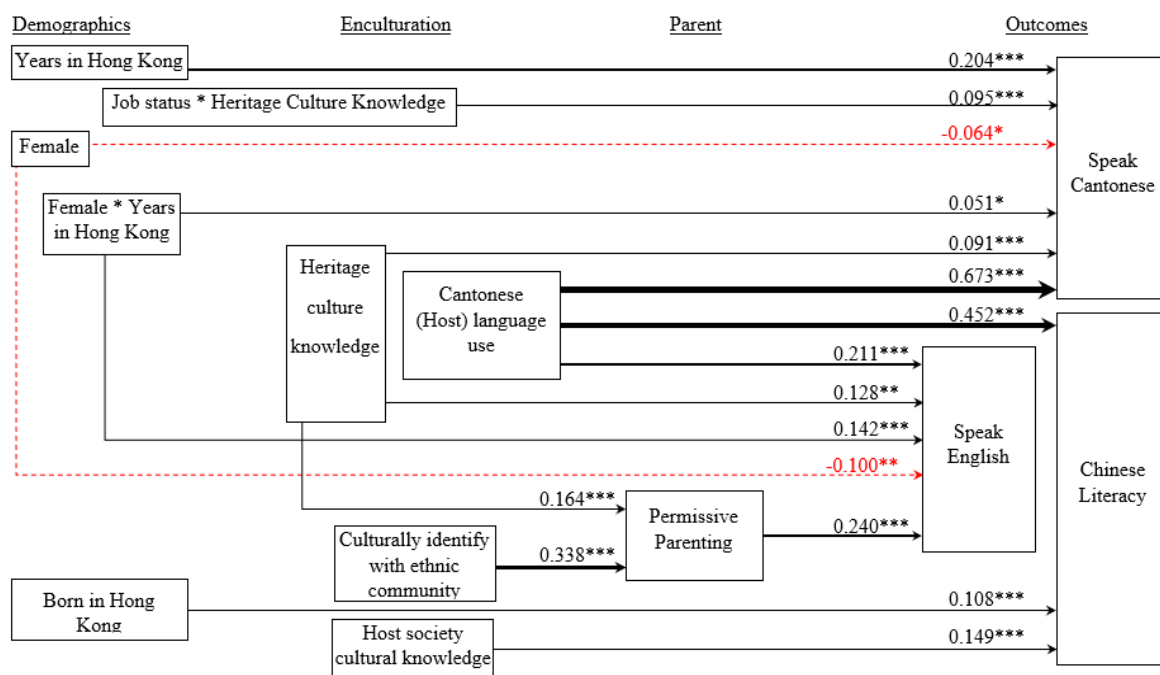 Demographics Enculturation Parent Outcomes
Years in Hong Kong
0.204***
Job status * Heritage Culture Knowledge
0.095***
Female
-0.064*
Speak
Cantonese
Female * Years
in Hong Kong
0.051*
0.091***
Heritage
culture
knowledge
Cantonese
(Host) language
use
0.673***
0.452***
0.211***
0.128**
0.142***
-0.100**
Speak
English
Chinese
Literacy
0.164***
Permissive
Parenting
0.240***
Culturally identify
with ethnic
community
0.338***
Born in Hong
Kong
0.108***
Host society
cultural knowledge
0.149***